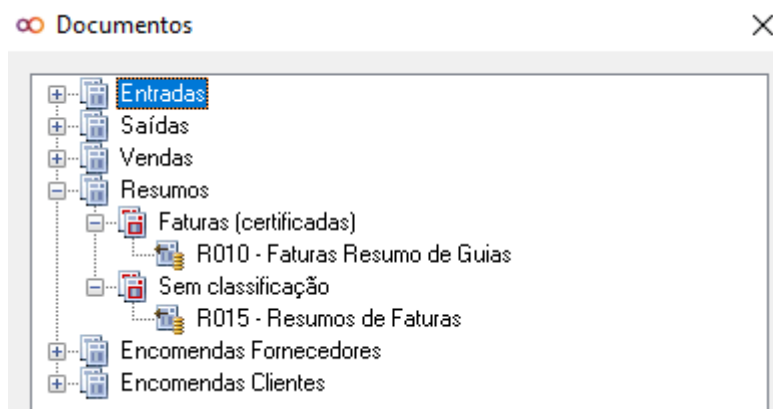 Documentos
Entradas
Saídas
Vendas
Resumos
Faturas (certificadas)
R010 - Faturas Resumo de Guias
Sem classificação
R015 - Resumos de Faturas
Encomendas Fornecedores
Encomendas Clientes